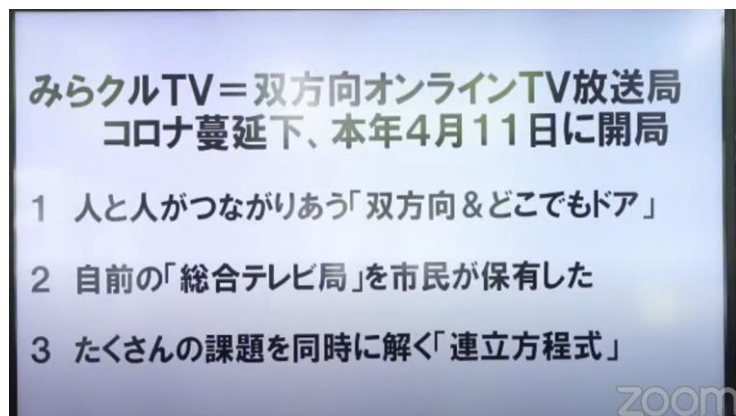 みらクルTV＝双方向オンラインTV放送局
コロナ蔓延下、本年4月11日に開局
1 人と人がつながりあう「双方向＆どこでもドア」
2 自前の「総合テレビ局」を市民が保有した
3 たくさんの課題を同時に解く「連立方程式」
zoom